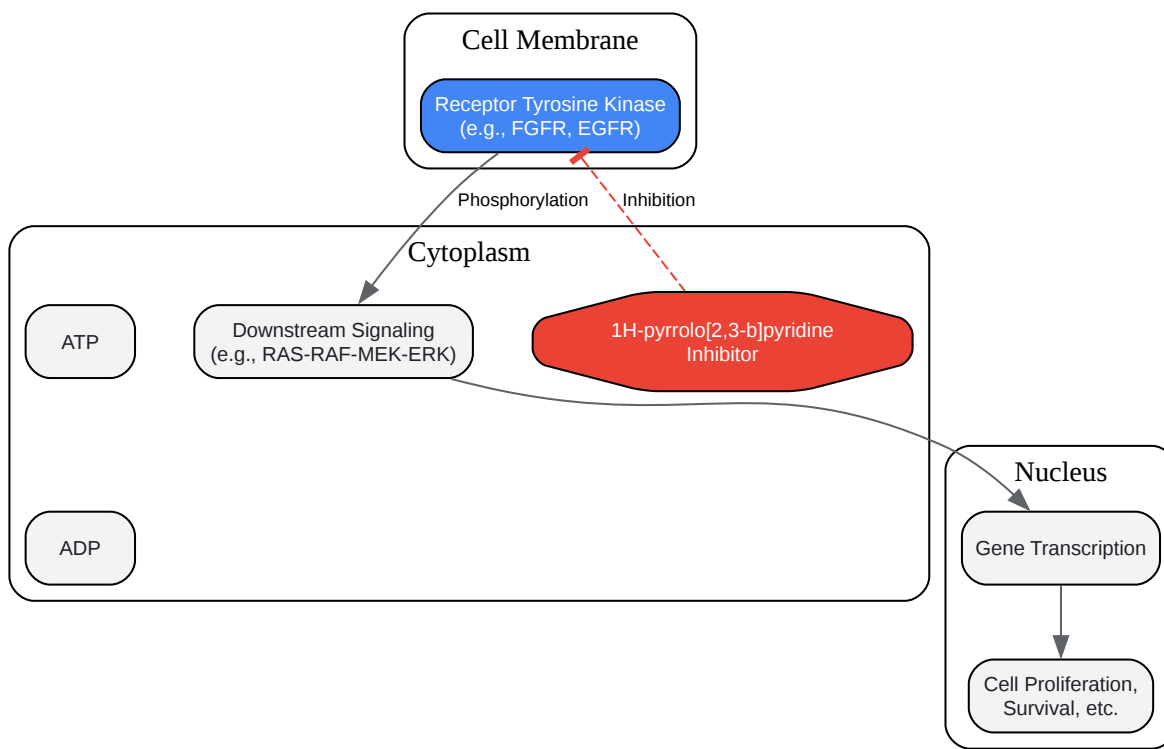 Cell Membrane
Receptor Tyrosine Kinase
(e.g., FGFR, EGFR)
Phosphorylation
Inhibition
Cytoplasm
ATP
Downstream Signaling
(e.g., RAS-RAF-MEK-ERK)
1H-pyrrolo[2,3-b]pyridine
Inhibitor
ADP
Nucleus
Gene Transcription
Cell Proliferation,
Survival, etc.